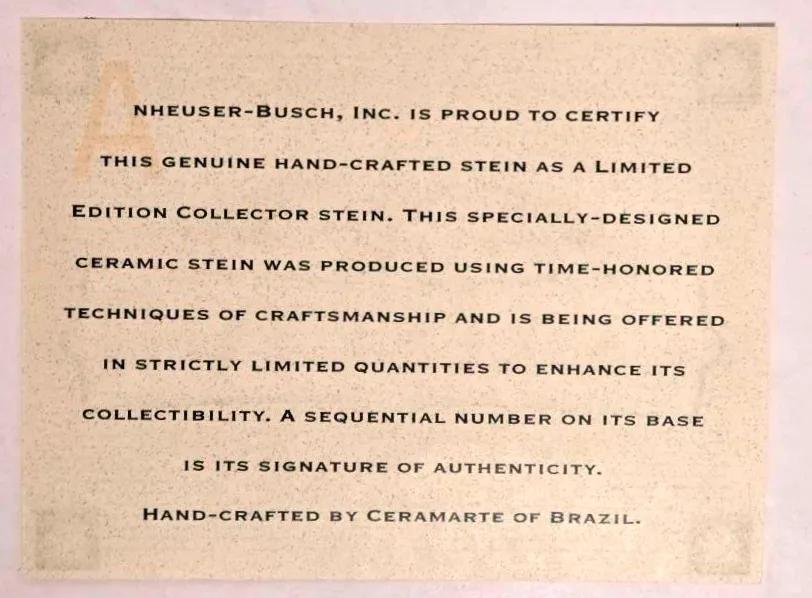 ANHEUSER-BUSCH, INC. IS PROUD TO CERTIFY
THIS GENUINE HAND-CRAFTED STEIN AS A LIMITED
EDITION COLLECTOR STEIN. THIS SPECIALLY-DESIGNED
CERAMIC STEIN WAS PRODUCED USING TIME-HONORED
TECHNIQUES OF CRAFTSMANSHIP AND IS BEING OFFERED
IN STRICTLY LIMITED QUANTITIES TO ENHANCE ITS
COLLECTIBILITY. A SEQUENTIAL NUMBER ON ITS BASE
IS ITS SIGNATURE OF AUTHENTICITY.
HAND-CRAFTED BY CERAMARTE OF BRAZIL.